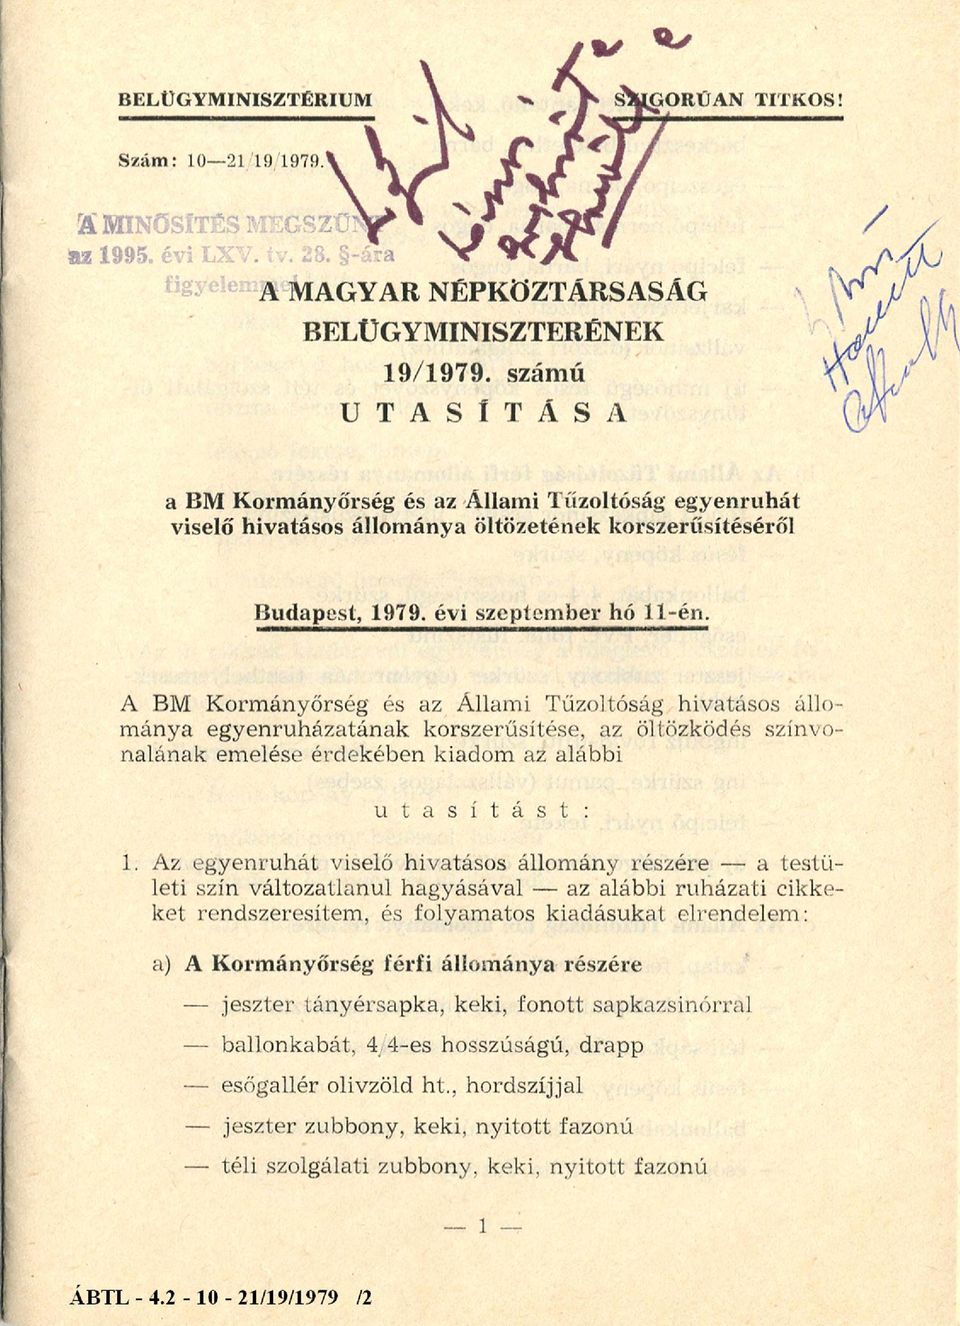 BELÜGYMINISZTÉRIUM
SZIGORÚAN TITKOS!
Szám: 10—21/19/1979.
A MINŐSÍTÉS MEGSZŰNT
az 1995. évi LXV. tv. 28. §-ára
figyelemmel
A MAGYAR NÉPKÖZTÁRSASÁG
BELÜGYMINISZTERÉNEK
19/1979. számú
UTASÍTÁSA
a BM Kormányőrség és az Állami Tűzoltóság egyenruhát
viselő hivatásos állománya öltözetének korszerűsítéséről
Budapest, 1979. évi szeptember hó 11-én.
A BM Kormányőrség és az Állami Tűzoltóság hivatásos állo-
mánya egyenruházatának korszerűsítése, az öltözködés színvo-
nalának emelése érdekében kiadom az alábbi
utasítást:
1. Az egyenruhát viselő hivatásos állomány részére — a testü-
leti szín változatlanul hagyásával — az alábbi ruházati cikke-
ket rendszeresítem, és folyamatos kiadásukat elrendelem:
a) A Kormányőrség férfi állománya részére
— jeszter tányérsapka, keki, fonott sapkazsinórral
— ballonkabát, 4/4-es hosszúságú, drapp
— esőgallér olivzöld ht., hordszíjjal
— jeszter zubbony, keki, nyitott fazonú
— téli szolgálati zubbony, keki, nyitott fazonú
— 1 —
ÁBTL - 4.2 - 10 - 21/19/1979 /2